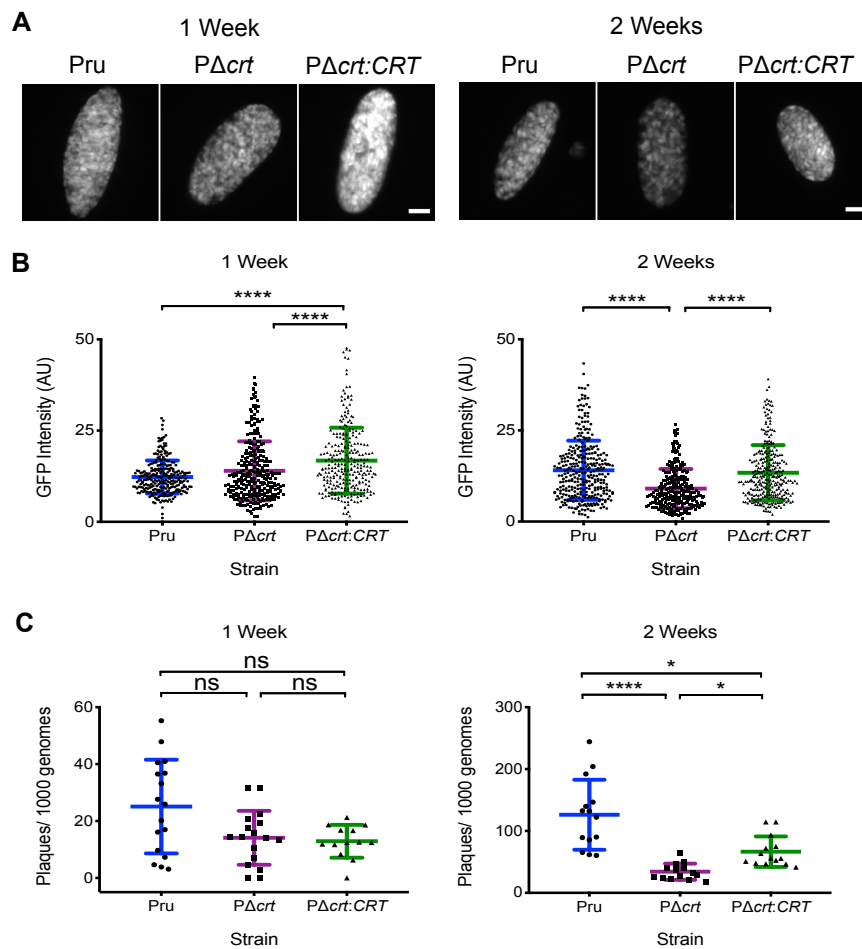 A
1 Week
2 Weeks
Pru PΔcrt PΔcrt:CRT
Pru PΔcrt PΔcrt:CRT
B
1 Week
2 Weeks
****
****
**** ****
GFP Intensity (AU)
50
25
0
Pru PΔcrt PΔcrt:CRT
Strain
GFP Intensity (AU)
50
25
0
Pru PΔcrt PΔcrt:CRT
Strain
C
1 Week
2 Weeks
ns
ns ns
*
**** *
Plaques/ 1000 genomes
60
40
20
0
Pru PΔcrt PΔcrt:CRT
Strain
Plaques/ 1000 genomes
300
200
100
0
Pru PΔcrt PΔcrt:CRT
Strain